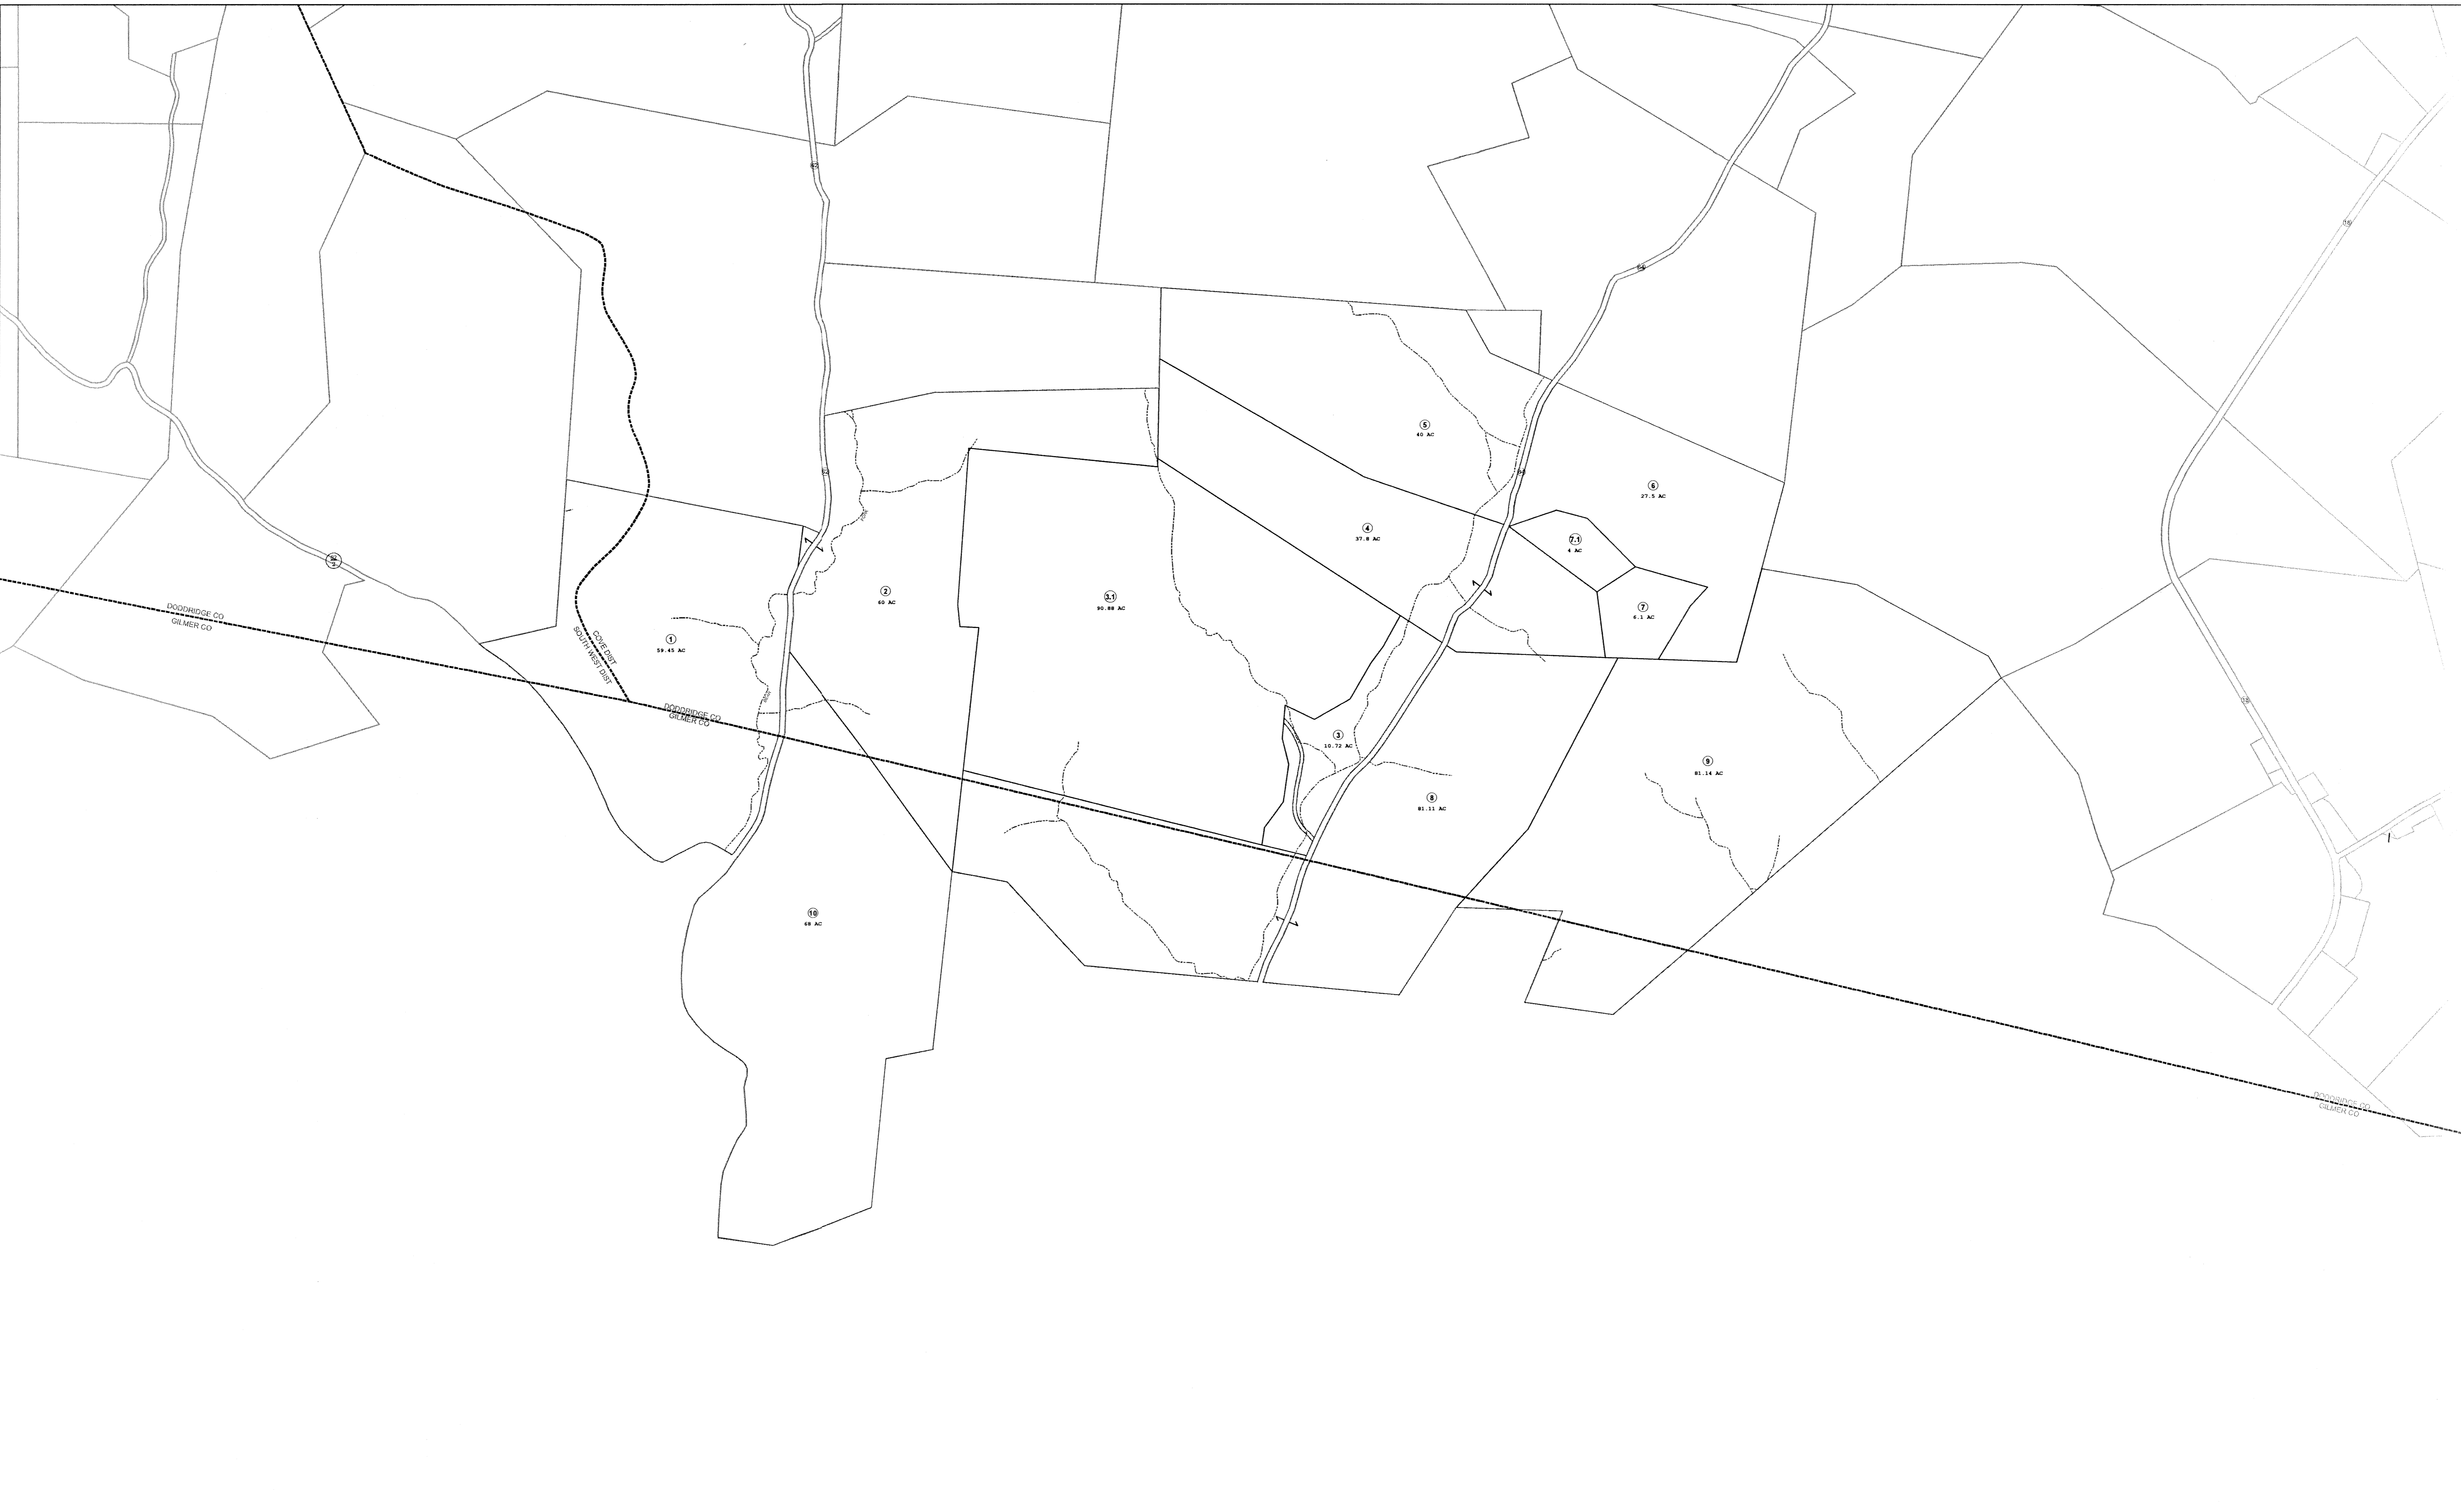 16
64
5
40 AC
64
6
27.5 AC
4
37.8 AC
7.1
4 AC
2
60 AC
3.1
90.88 AC
7
6.1 AC
DODDRIDGE CO
GILMER CO
COVE DIST
SOUTH WEST DIST
1
59.45 AC
DODDRIDGE CO
GILMER CO
3
10.72 AC
9
81.14 AC
8
81.11 AC
10
68 AC
DODDRIDGE CO
GILMER CO